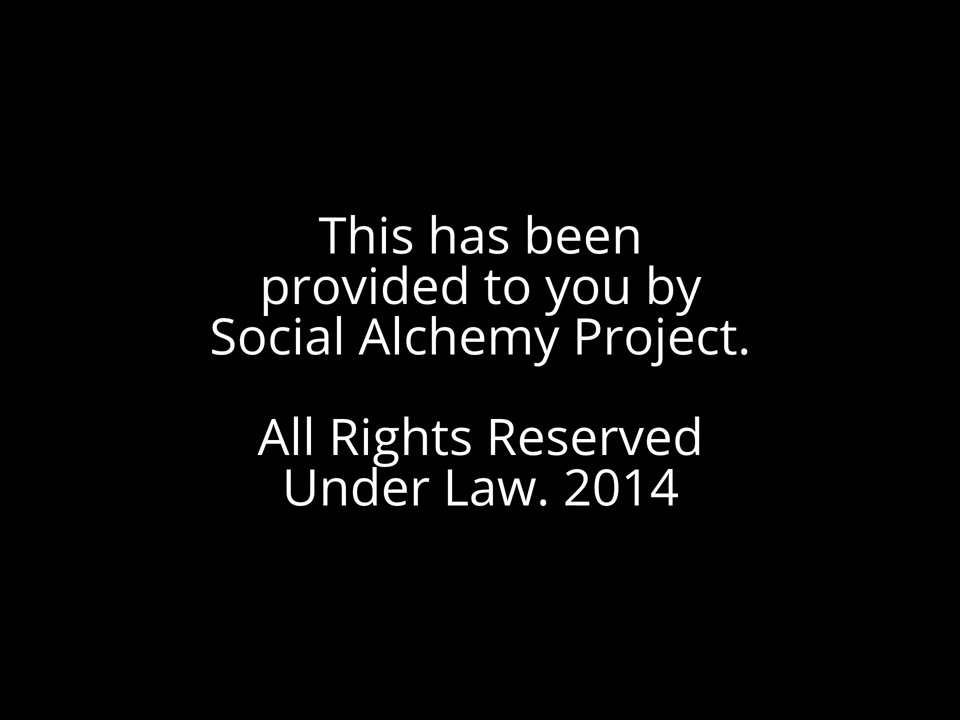 This has been
provided to you by
Social Alchemy Project.
All Rights Reserved
Under Law. 2014